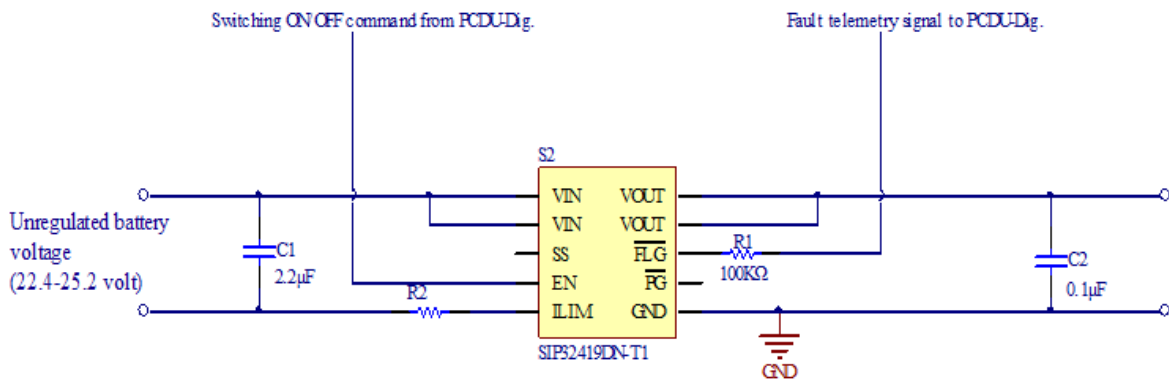 Switching ON OFF command from PCDU-Dig.
Fault telemetry signal to PCDU-Dig.
S2
VIN
VOUT
VIN
VOUT
Unregulated battery
voltage
(22.4-25.2 volt)
C1
2.2μF
SS
FLG
R1
100KΩ
C2
0.1μF
EN
PG
R2
ILIM
GND
SIP32419DN-T1
GND